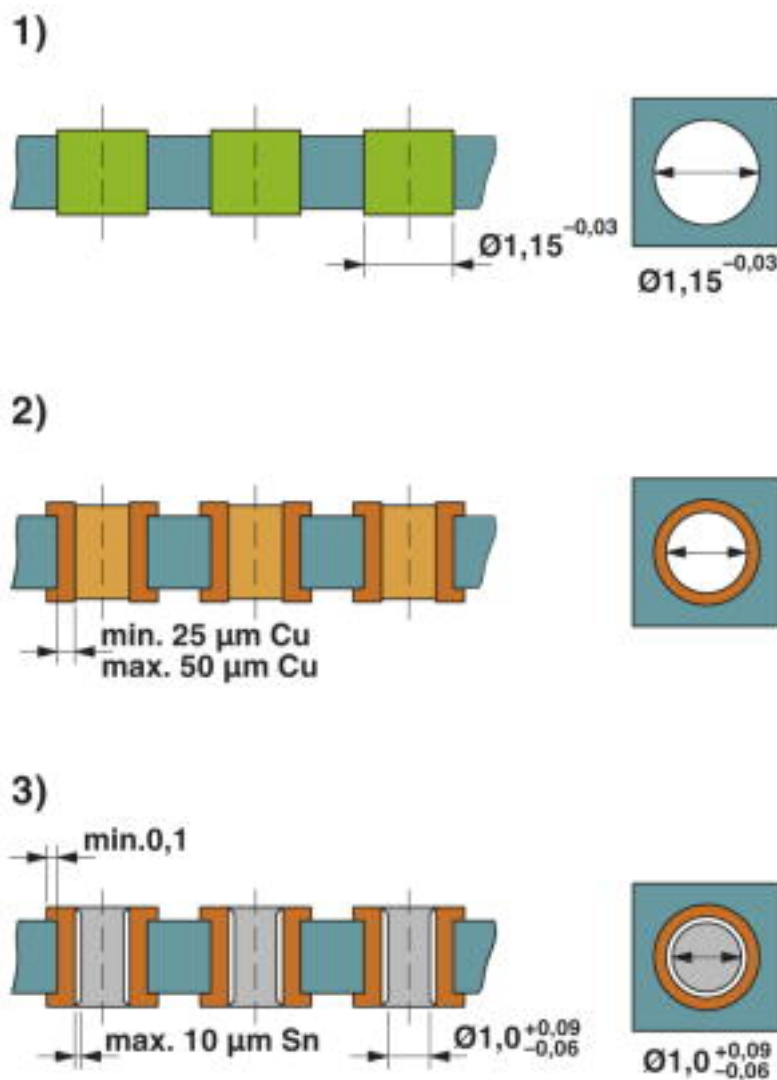 1)
Ø1,15 −0,03
Ø1,15 −0,03
2)
min. 25 µm Cu
max. 50 µm Cu
3)
min.0,1
max. 10 µm Sn
Ø1,0 +0,09 −0,06
Ø1,0 +0,09 −0,06